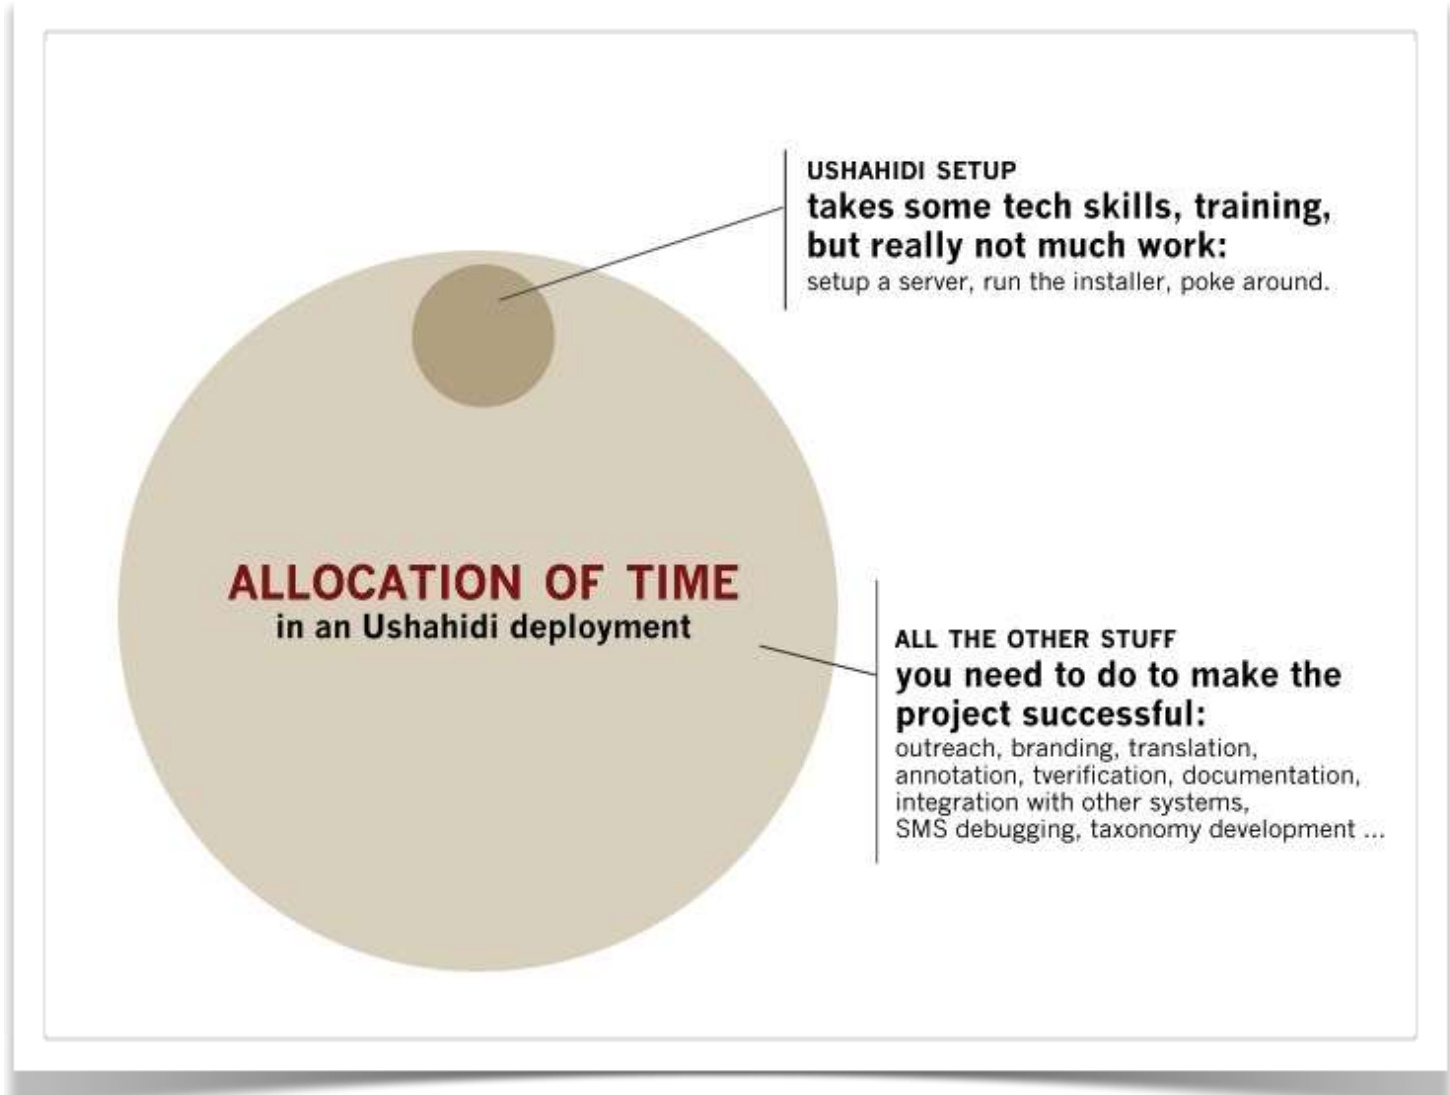 USHAHIDI SETUP
takes some tech skills, training,
but really not much work:
setup a server, run the installer, poke around.
ALLOCATION OF TIME
in an Ushahidi deployment
ALL THE OTHER STUFF
you need to do to make the
project successful:
outreach, branding, translation,
annotation, tverification, documentation,
integration with other systems,
SMS debugging, taxonomy development ...